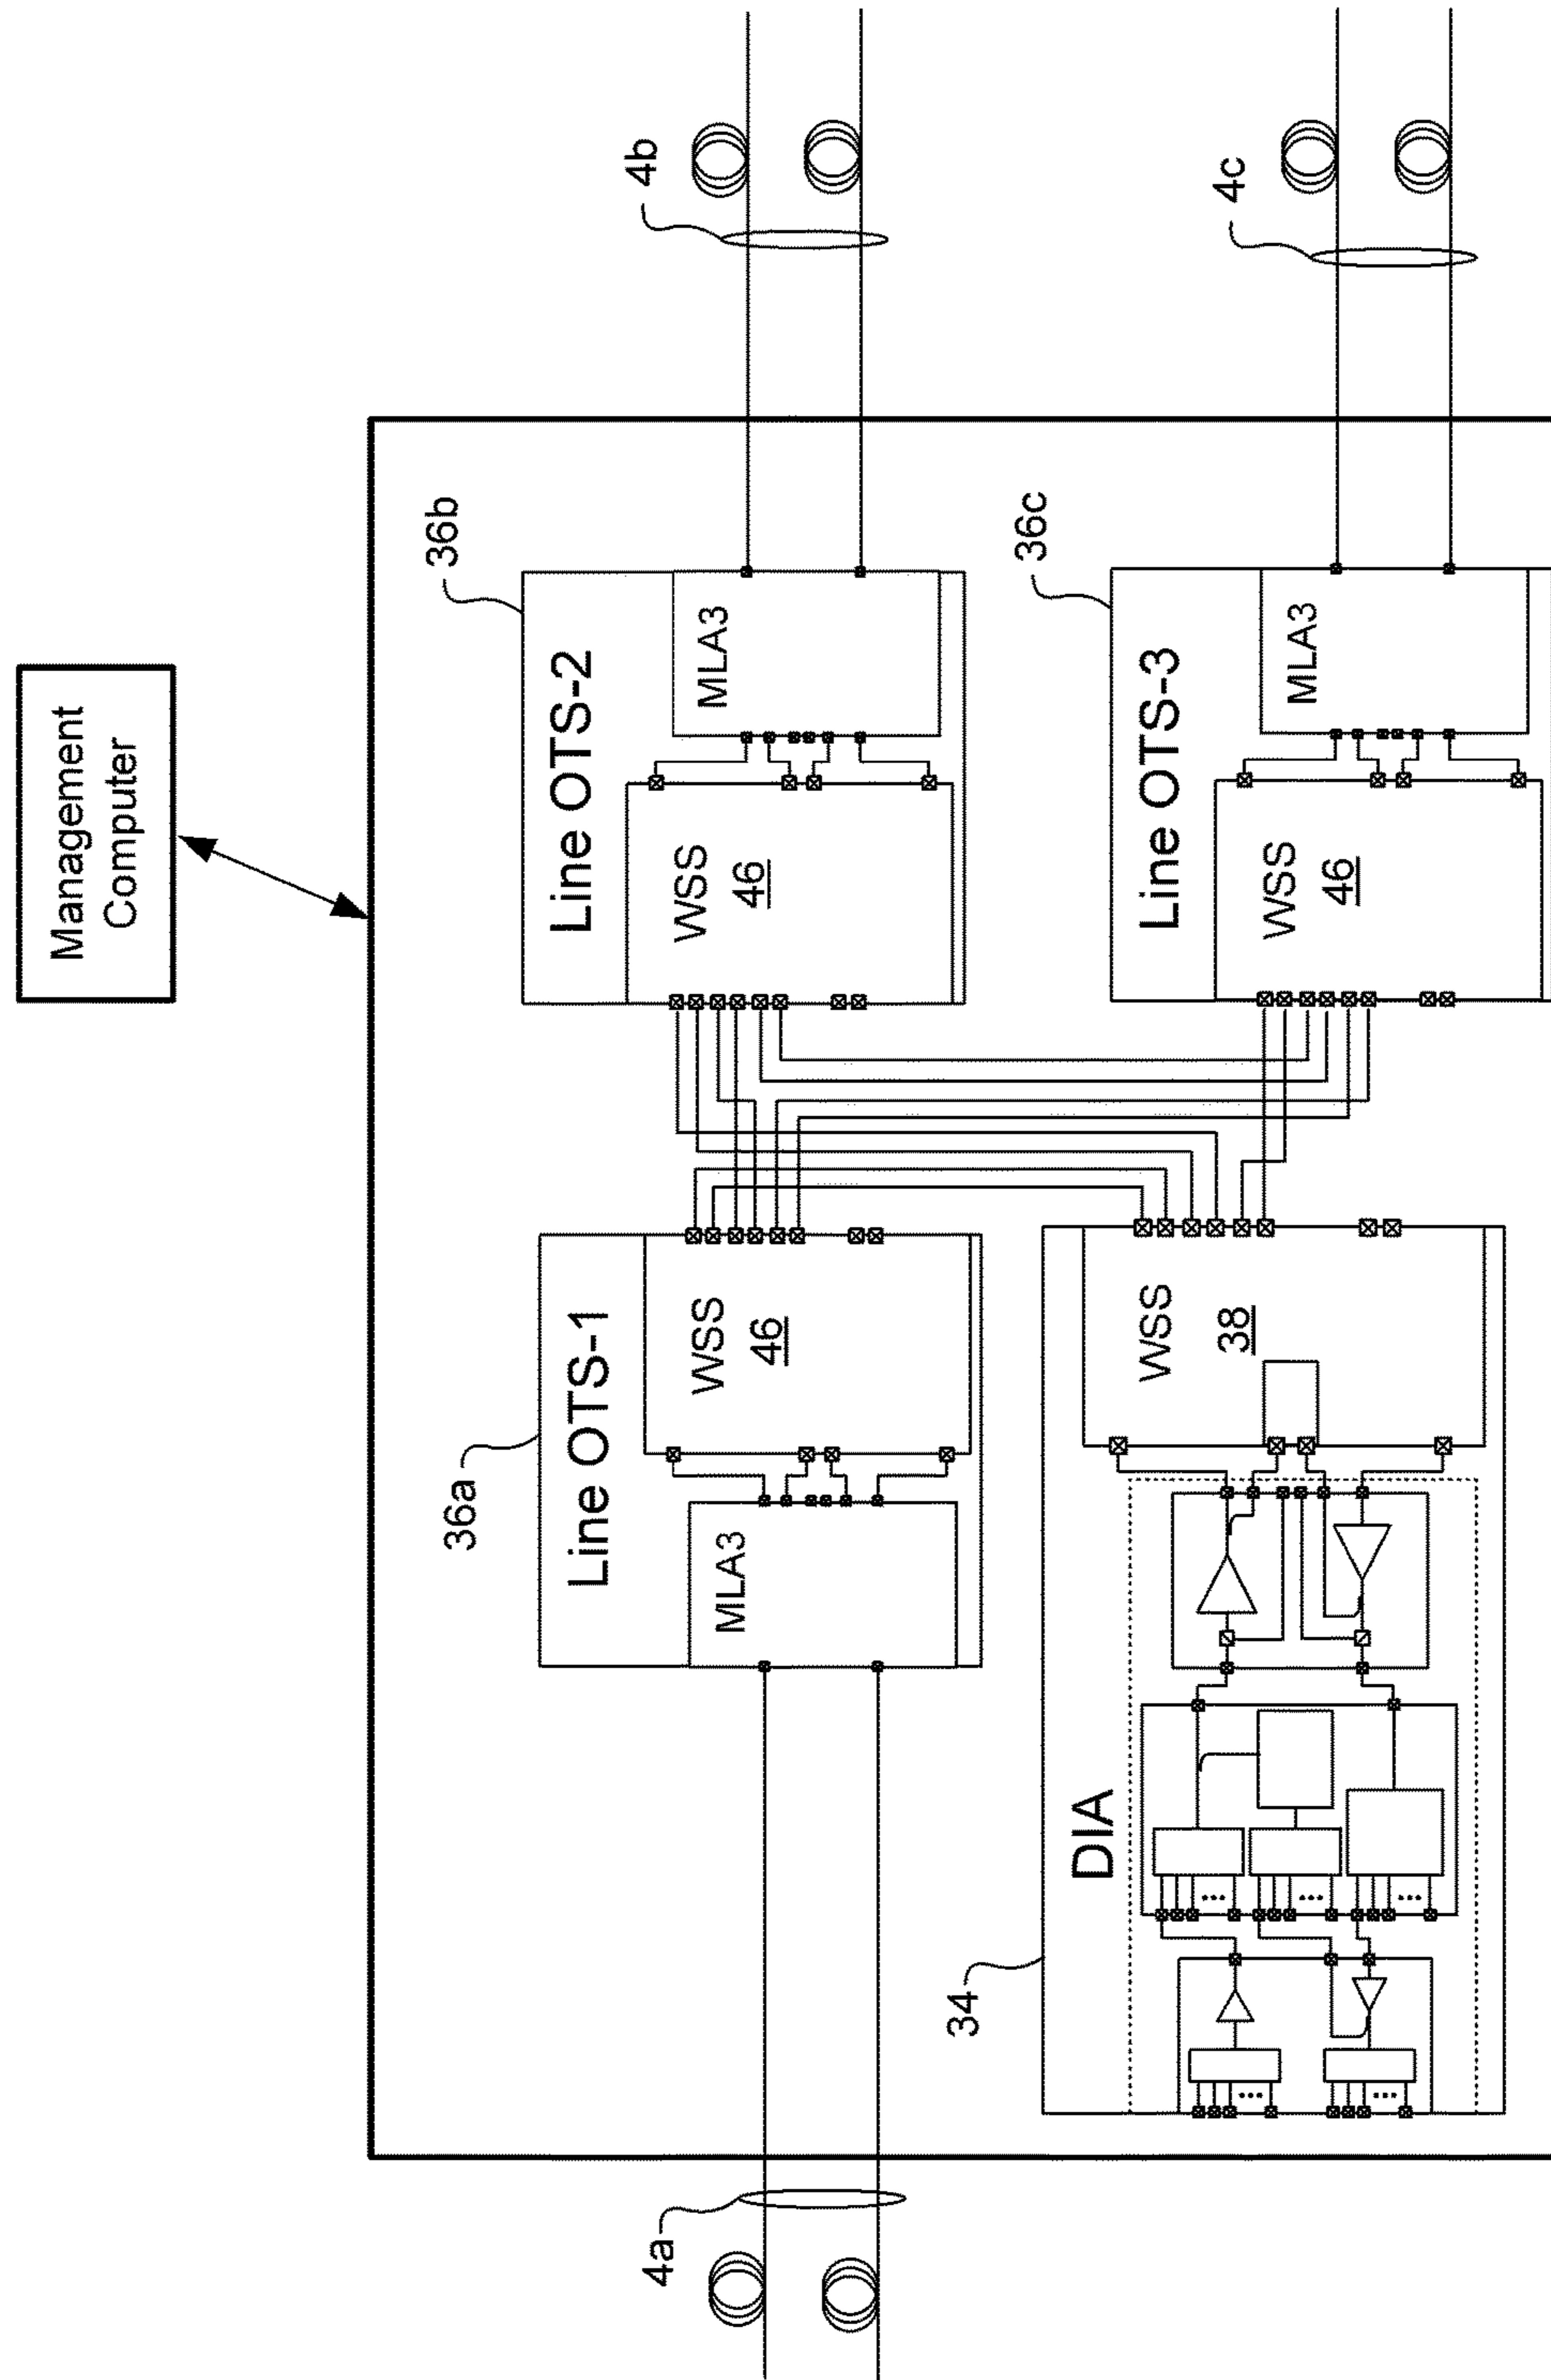 Management
Computer
4a
36a
Line OTS-1
MLA3
WSS
46
36b
Line OTS-2
WSS
46
MLA3
4b
34
DIA
...
...
...
...
...
WSS
38
36c
Line OTS-3
WSS
46
MLA3
4c